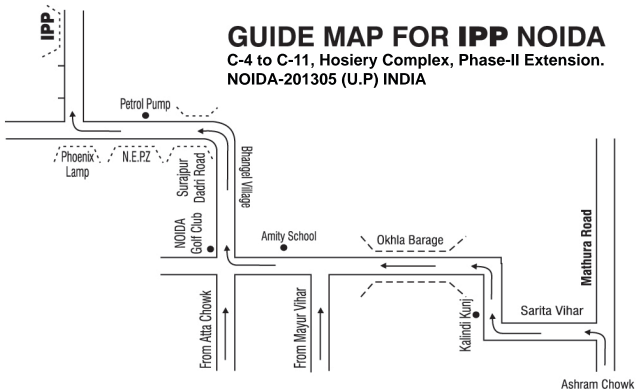 IPP
GUIDE MAP FOR IPP NOIDA
C-4 to C-11, Hosiery Complex, Phase-II Extension.
NOIDA-201305 (U.P) INDIA
Petrol Pump
Phoenix
Lamp
N.E.P.Z
Surajpur
Dadri Road
Bhangel Village
NOIDA
Golf Club
Amity School
Okhla Barage
Mathura Road
From Atta Chowk
From Mayur Vihar
Kalindi Kunj.
Sarita Vihar
Ashram Chowk